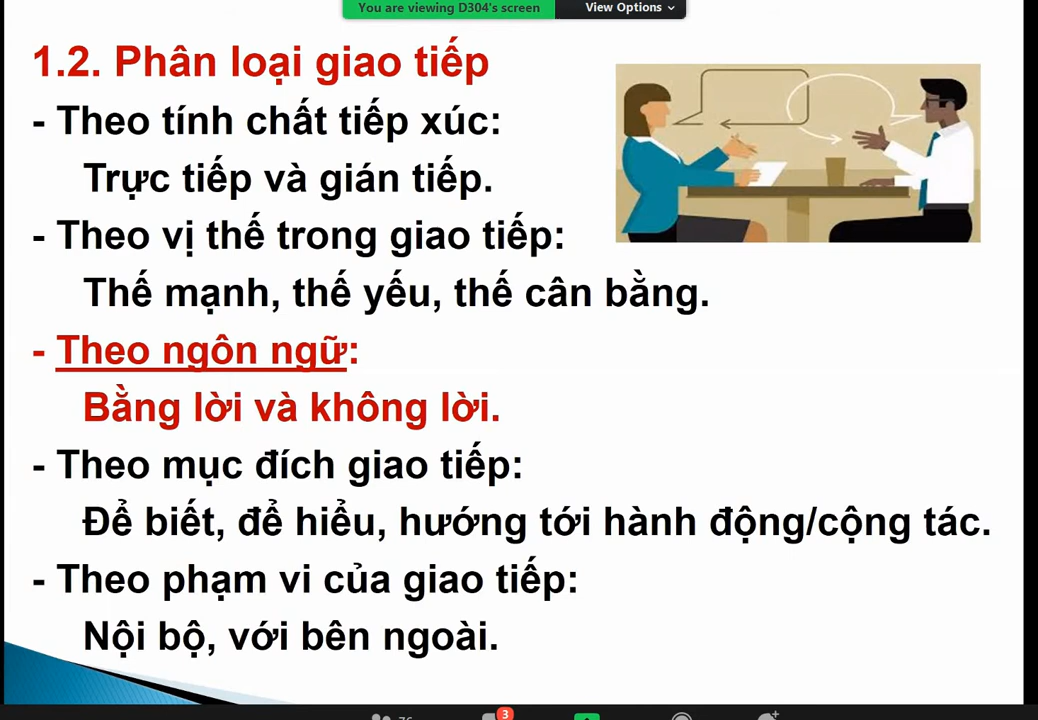 You are viewing D304's screen View Options
1.2. Phân loại giao tiếp
- Theo tính chất tiếp xúc:
Trực tiếp và gián tiếp.
- Theo vị thế trong giao tiếp:
Thế mạnh, thế yếu, thế cân bằng.
- Theo ngôn ngữ:
Bằng lời và không lời.
- Theo mục đích giao tiếp:
Để biết, để hiểu, hướng tới hành động/cộng tác.
- Theo phạm vi của giao tiếp:
Nội bộ, với bên ngoài.
3